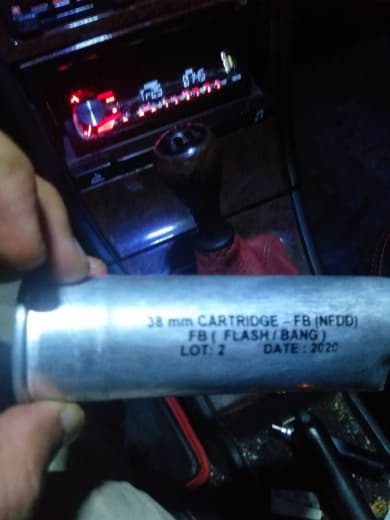 38 mm CARTRIDGE - FB (NFDD)
FB ( FLASH / BANG )
LOT: 2 DATE : 2020